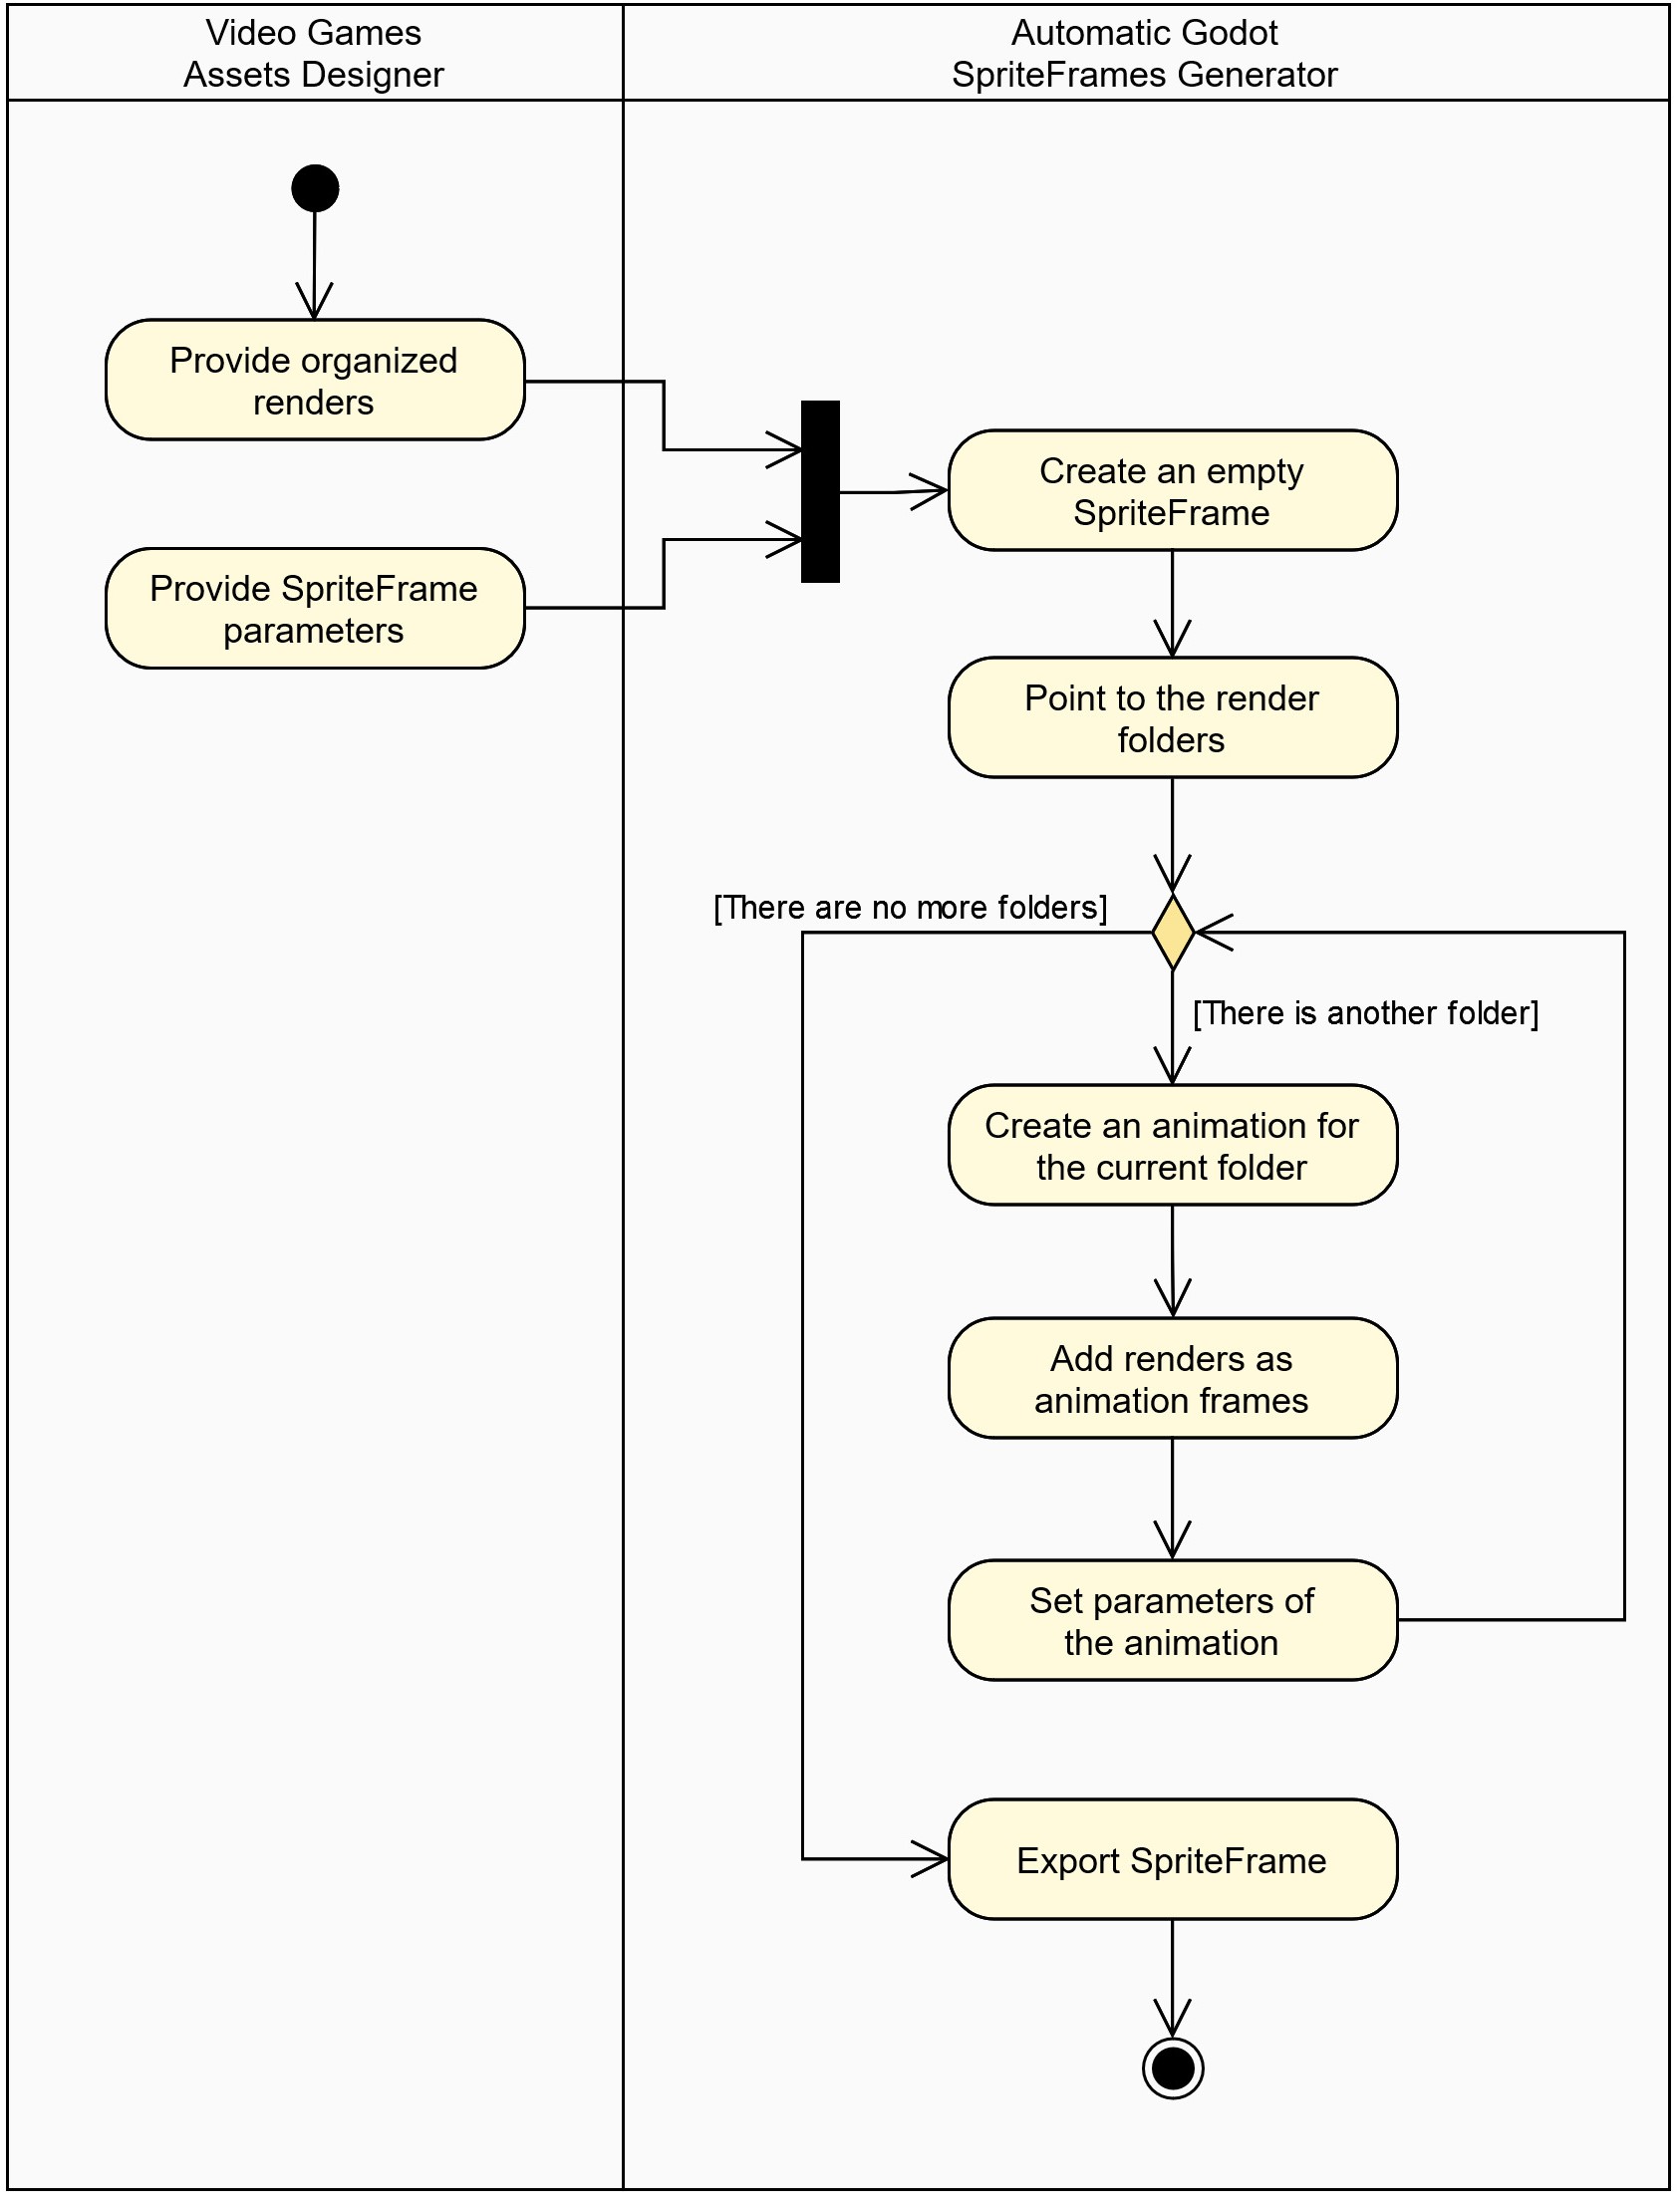 Video Games
Assets Designer
Automatic Godot
SpriteFrames Generator
Provide organized
renders
Provide SpriteFrame
parameters
Create an empty
SpriteFrame
Point to the render
folders
[There are no more folders]
[There is another folder]
Create an animation for
the current folder
Add renders as
animation frames
Set parameters of
the animation
Export SpriteFrame